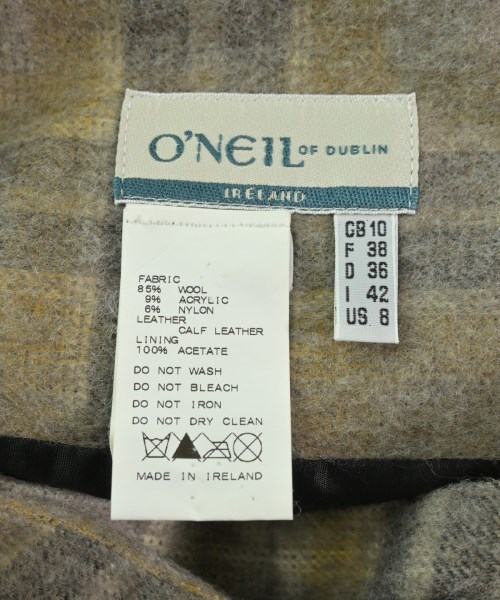 O'NEIL OF DUBLIN
IRELAND
GB 10
F 38
D 36
I 42
US 8
FABRIC
85% WOOL
9% ACRYLIC
6% NYLON
LEATHER
CALF LEATHER
LINING
100% ACETATE
DO NOT WASH
DO NOT BLEACH
DO NOT IRON
DO NOT DRY CLEAN
MADE IN IRELAND